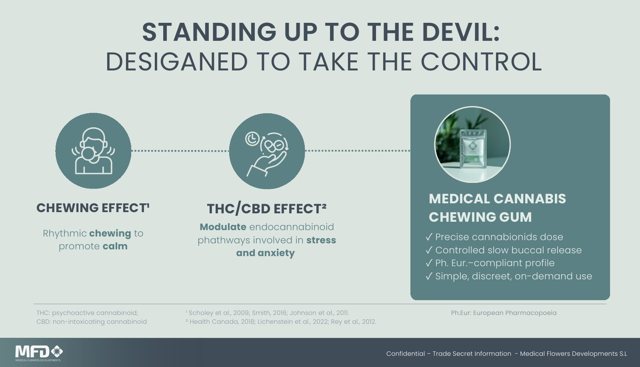 STANDING UP TO THE DEVIL:
DESIGANED TO TAKE THE CONTROL
CHEWING EFFECT¹
Rhythmic chewing to
promote calm
THC/CBD EFFECT²
Modulate endocannabinoid
phathways involved in stress
and anxiety
MEDICAL CANNABIS
CHEWING GUM
✓ Precise cannabionids dose
✓ Controlled slow buccal release
✓ Ph. Eur.-compliant profile
✓ Simple, discreet, on-demand use
THC: psychoactive cannabinoid;
CBD: non-intoxicating cannabinoid
¹ Scholey et al., 2009; Smith, 2016; Johnson et al., 2011.
² Health Canada, 2018; Lichenstein et al., 2022; Rey et al., 2012.
Ph.Eur: European Pharmacopoeia
MFD
Confidential – Trade Secret Information - Medical Flowers Developments S.L